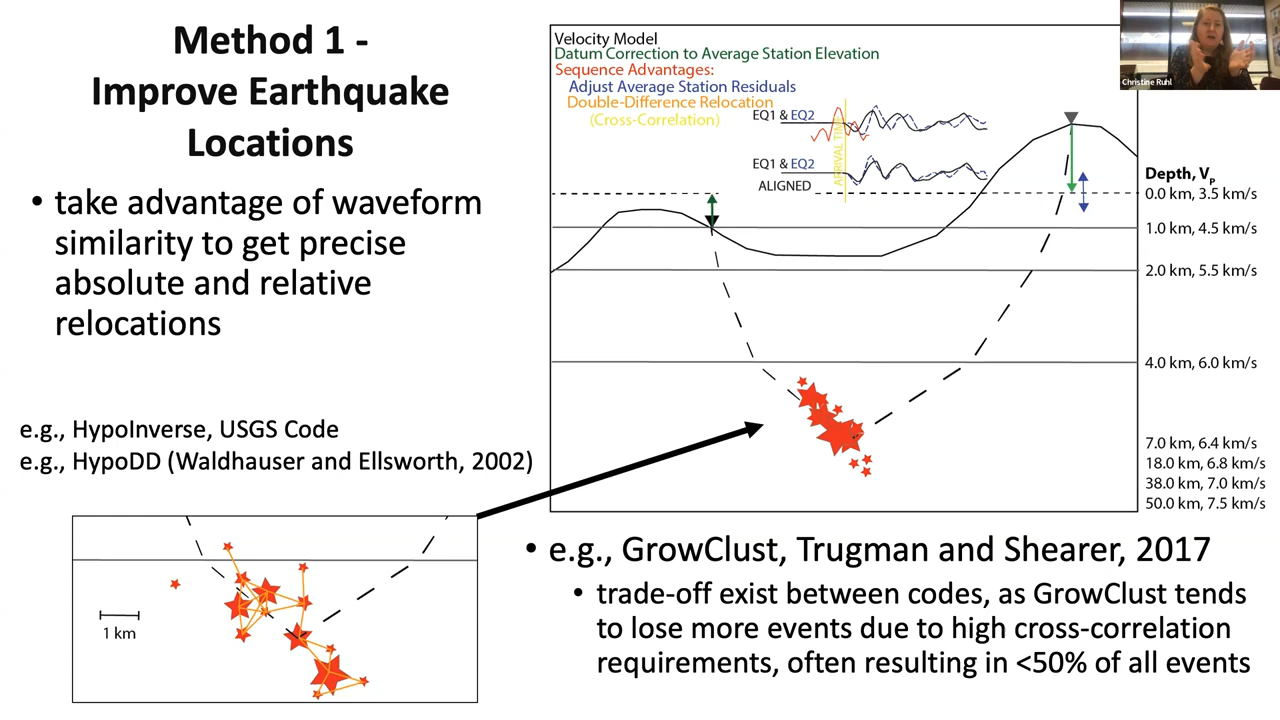 Method 1 -
Improve Earthquake
Locations
• take advantage of waveform
similarity to get precise
absolute and relative
relocations
e.g., HypoInverse, USGS Code
e.g., HypoDD (Waldhauser and Ellsworth, 2002)
1 km
Velocity Model
Datum Correction to Average Station Elevation
Sequence Advantages:
Adjust Average Station Residuals
Double-Difference Relocation
(Cross-Correlation)
EQ1 & EQ2
EQ1 & EQ2
ALIGNED
ARRIVAL TIME
Depth, VP
0.0 km, 3.5 km/s
1.0 km, 4.5 km/s
2.0 km, 5.5 km/s
4.0 km, 6.0 km/s
7.0 km, 6.4 km/s
18.0 km, 6.8 km/s
38.0 km, 7.0 km/s
50.0 km, 7.5 km/s
• e.g., GrowClust, Trugman and Shearer, 2017
• trade-off exist between codes, as GrowClust tends
to lose more events due to high cross-correlation
requirements, often resulting in <50% of all events
Christine Ruhl